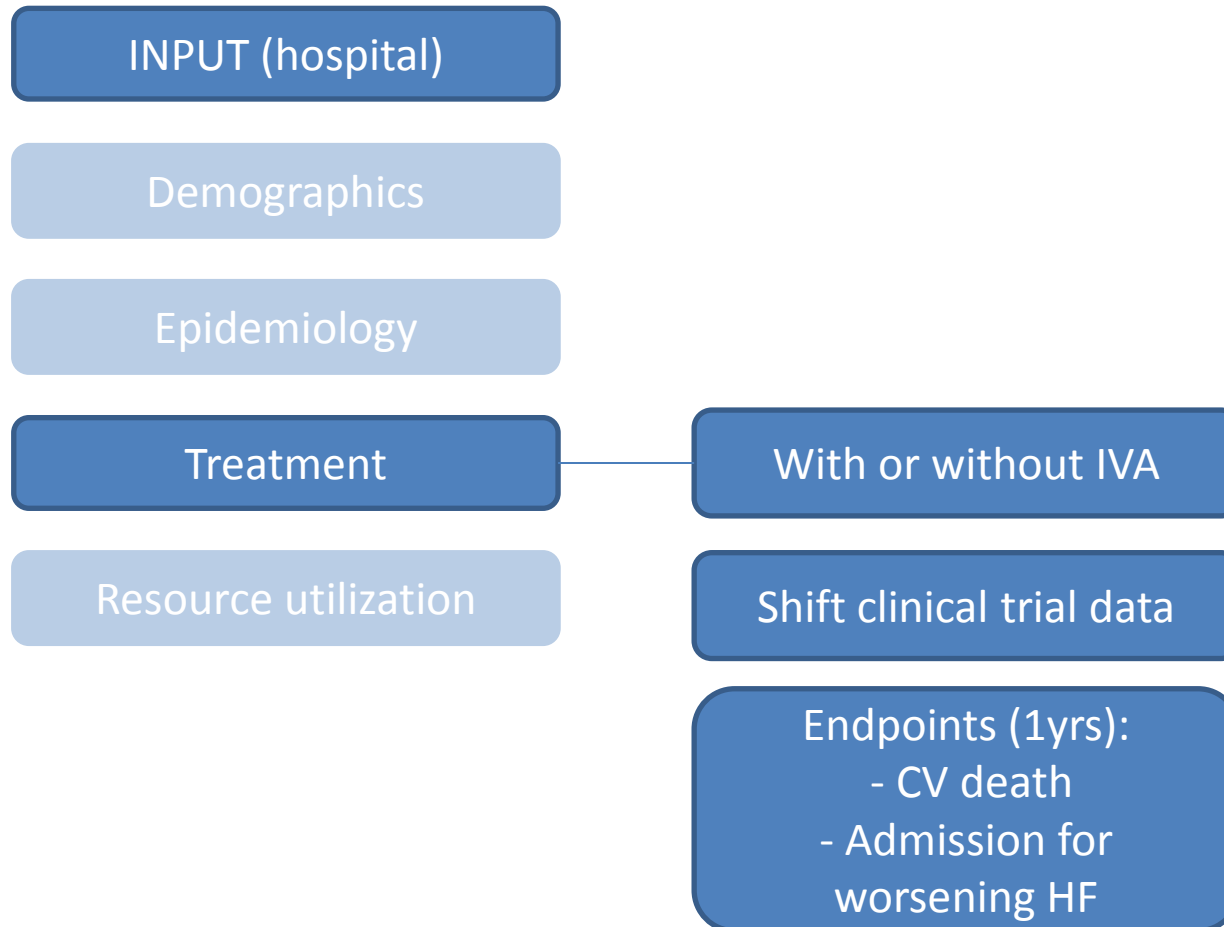 INPUT (hospital)
Demographics
Epidemiology
Treatment
Resource utilization
With or without IVA
Shift clinical trial data
Endpoints (1yrs):
- CV death
- Admission for
worsening HF